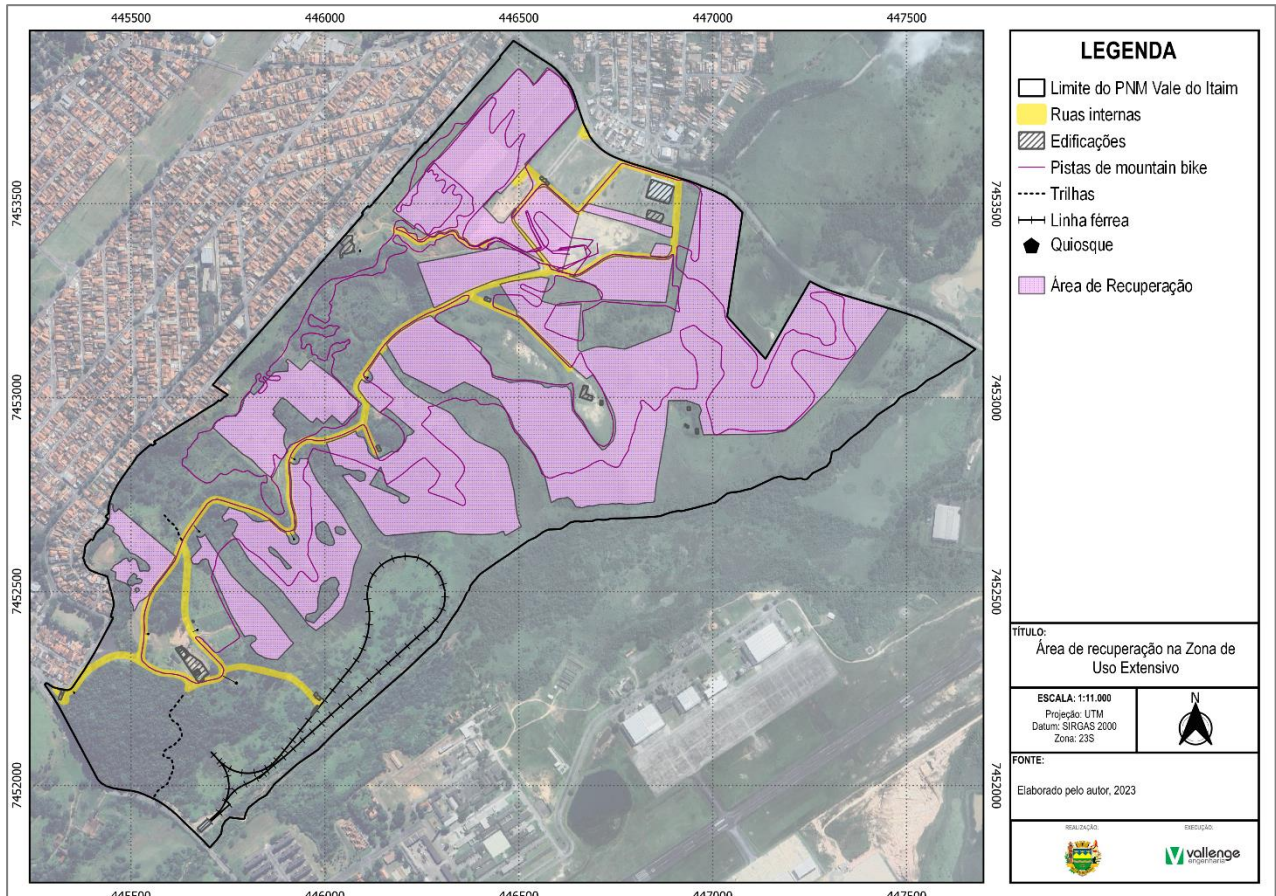 445500 446000 446500 447000 447500
7453500
7453000
7452500
7452000
7453500
7453000
7452500
7452000
445500 446000 446500 447000 447500
LEGENDA
Limite do PNM Vale do Itaim
Ruas internas
Edificações
Pistas de mountain bike
Trilhas
Linha férrea
Quiosque
Área de Recuperação
TÍTULO:
Área de recuperação na Zona de
Uso Extensivo
ESCALA: 1:11.000
Projeção: UTM
Datum: SIRGAS 2000
Zona: 23S
N
FONTE:
Elaborado pelo autor, 2023
REALIZAÇÃO:
EXECUÇÃO:
vallenge
engenharia